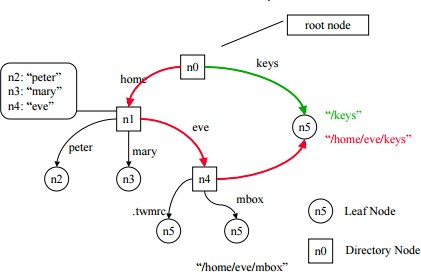 root node
n0
keys
home
n2: “peter”
n3: “mary”
n4: “eve”
n1
eve
n5
“/keys”
“/home/eve/keys”
peter
mary
n2
n3
n4
.twmrc
mbox
n5
n5
n5
Leaf Node
n0
Directory Node
“/home/eve/mbox”